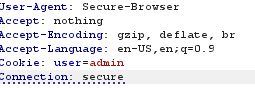 User-Agent: Secure-Browser
Accept: nothing
Accept-Encoding: gzip, deflate, br
Accept-Language: en-US,en;q=0.9
Cookie: user=admin
Connection: secure